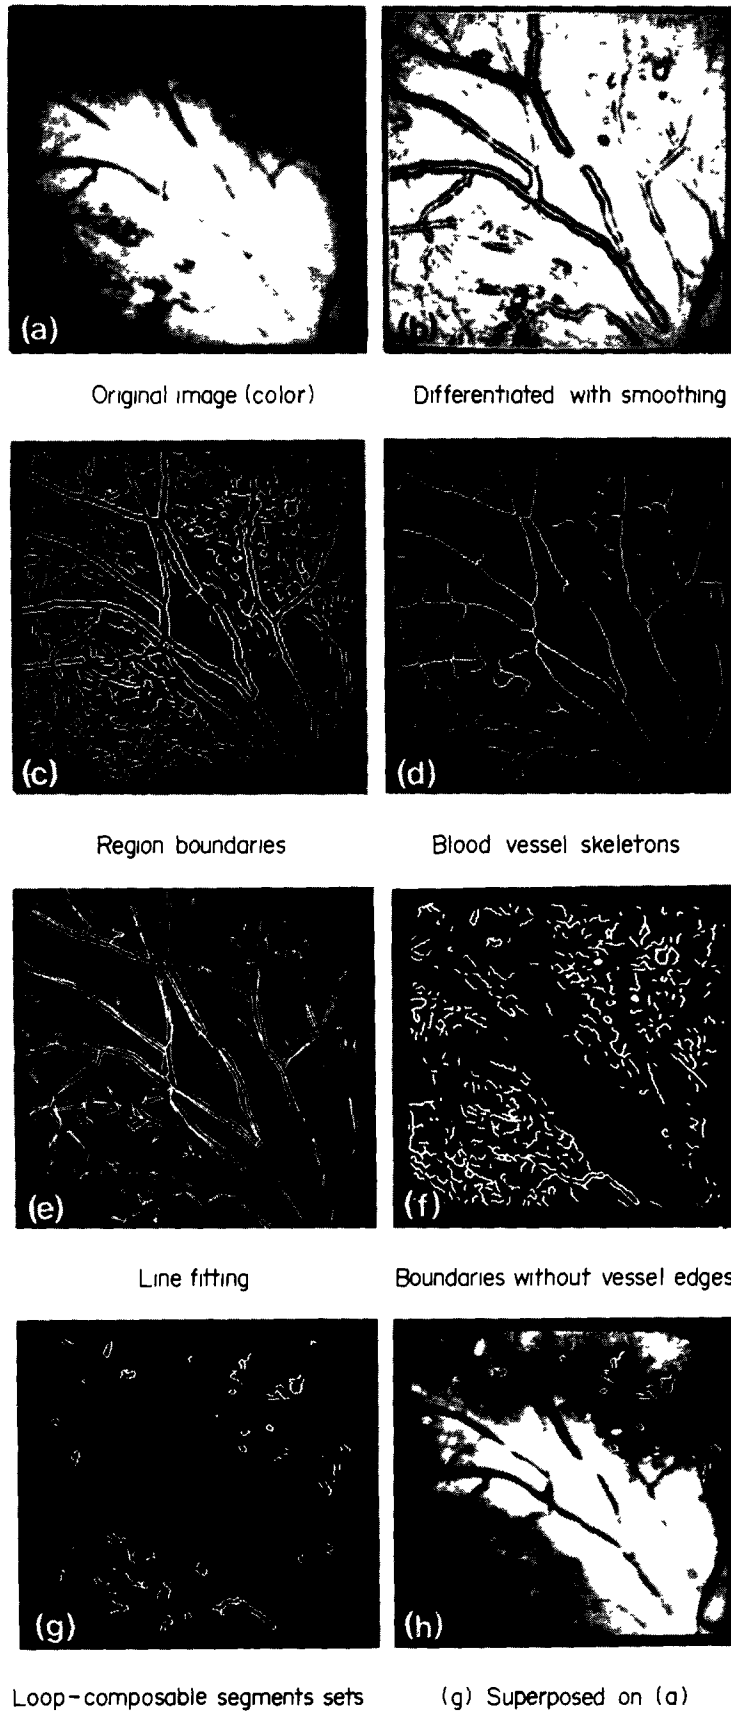 (a)
(b)
Original image (color)
Differentiated with smoothing
(c)
(d)
Region boundaries
Blood vessel skeletons
(e)
(f)
Line fitting
Boundaries without vessel edges
(g)
(h)
Loop-composable segments sets
(g) Superposed on (a)